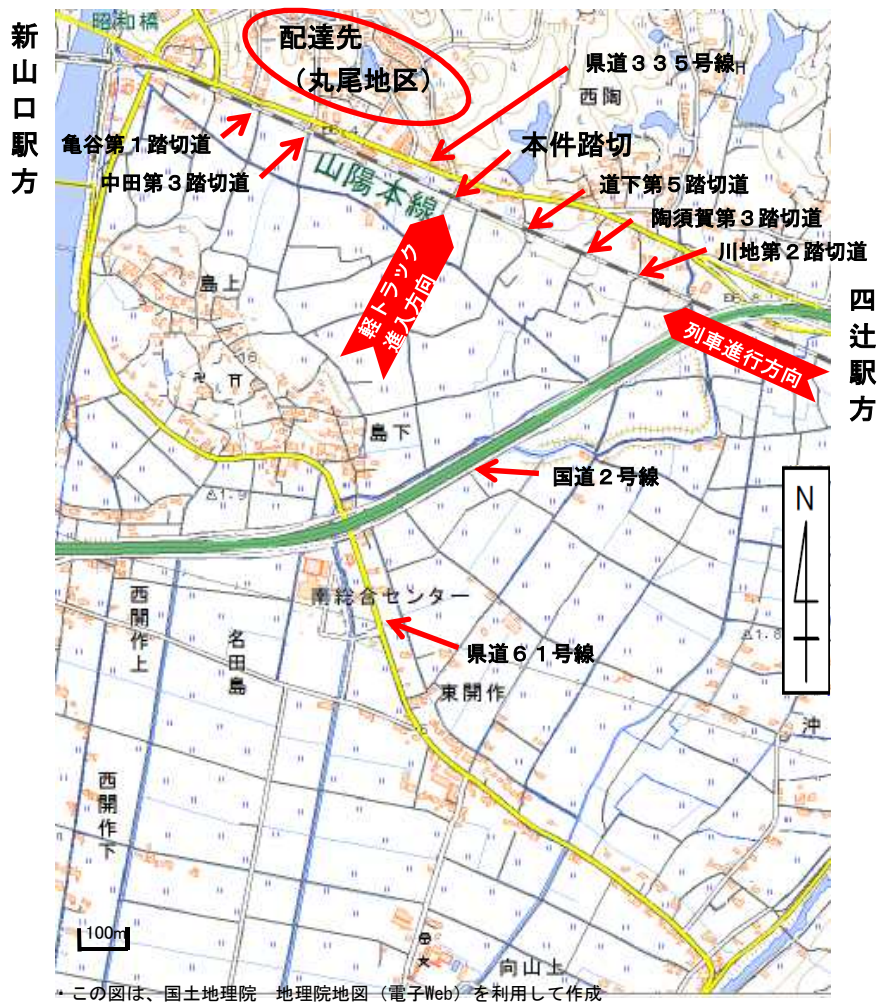 昭和橋
新山口駅方
配達先
（丸尾地区）
県道３３５号線
西陶
亀谷第１踏切道
本件踏切
中田第３踏切道
山陽本線
道下第５踏切道
陶須賀第３踏切道
川地第２踏切道
島上
軽トラック
進入方向
列車進行方向
四辻駅方
島下
国道２号線
N
南総合センター
西開作上
名田島
県道６１号線
東開作
沖
西開作下
100m
向山上
・この図は、国土地理院　地理院地図（電子Web）を利用して作成